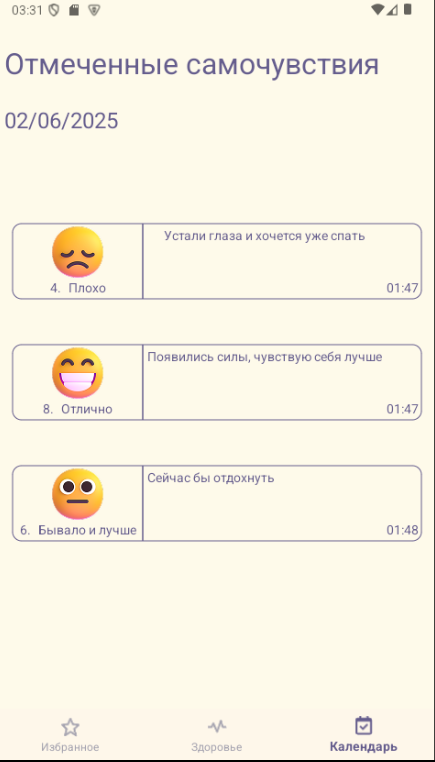 03:31
Отмеченные самочувствия
02/06/2025
Устали глаза и хочется уже спать
4. Плохо
01:47
Появились силы, чувствую себя лучше
8. Отлично
01:47
Сейчас бы отдохнуть
6. Бывало и лучше
01:48
Избранное
Здоровье
Календарь